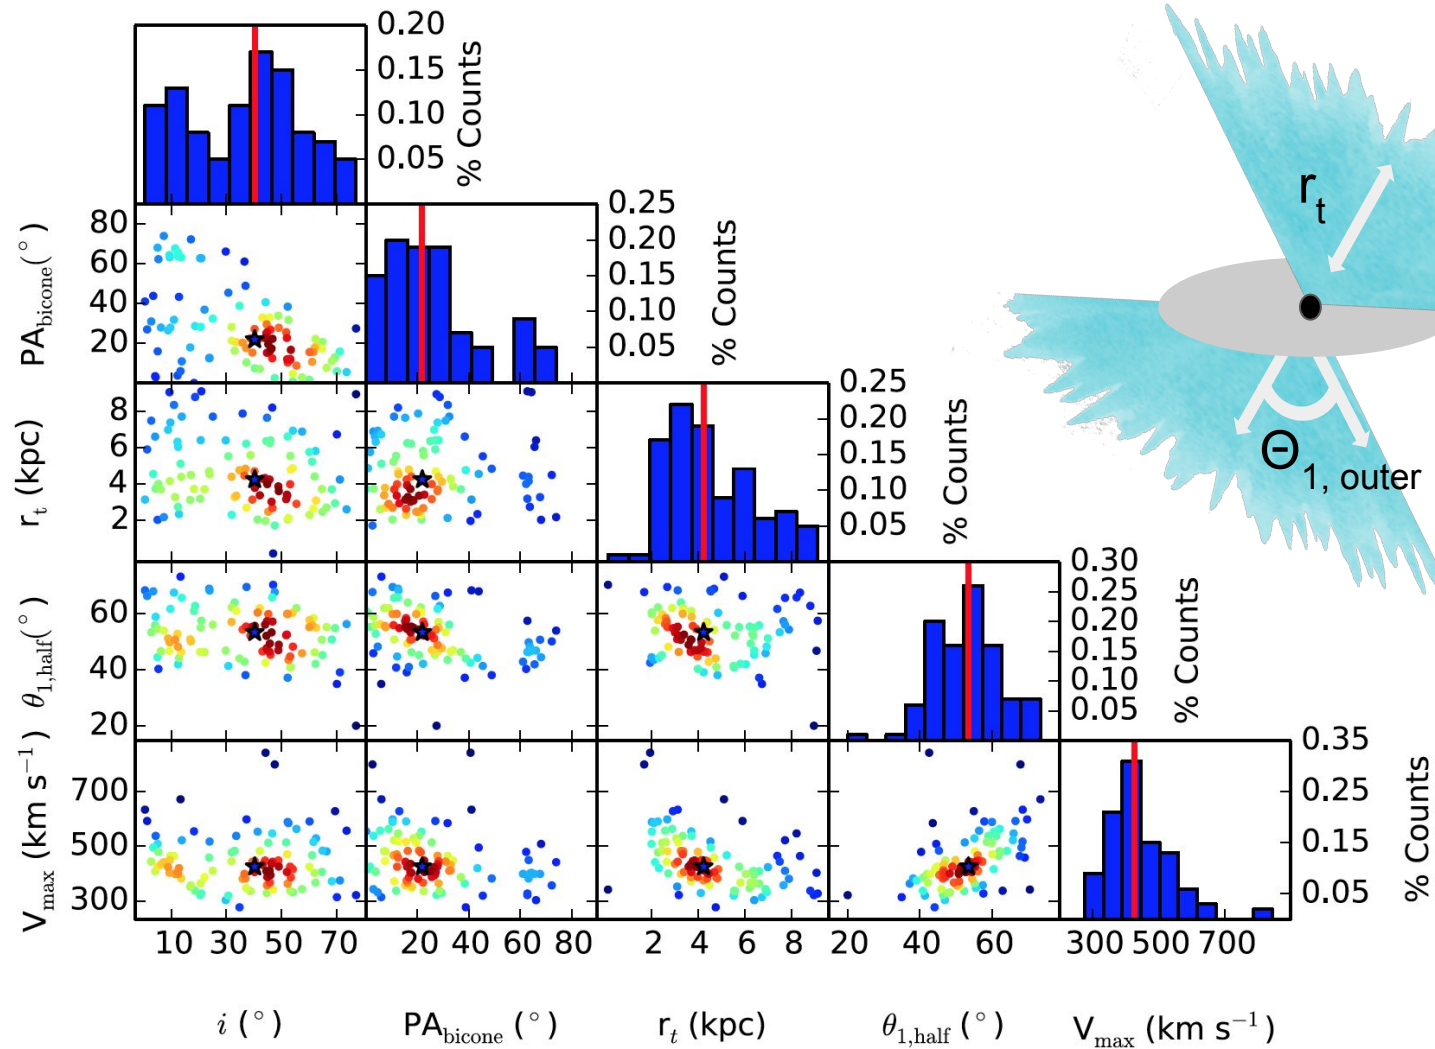 0.20
0.15
0.10
0.05
% Counts
80
60
40
20
PA_bicone (°)
0.25
0.20
0.15
0.10
0.05
% Counts
8
6
4
2
r_t (kpc)
0.25
0.20
0.15
0.10
0.05
% Counts
r_t
Θ_1, outer
60
40
20
θ_1,half (°)
0.30
0.25
0.20
0.15
0.10
0.05
% Counts
700
500
300
V_max (km s⁻¹)
0.35
0.25
0.15
0.05
% Counts
10 30 50 70 20 40 60 80 2 4 6 8 20 40 60 300 500 700
i (°) PA_bicone (°) r_t (kpc) θ_1,half (°) V_max (km s⁻¹)